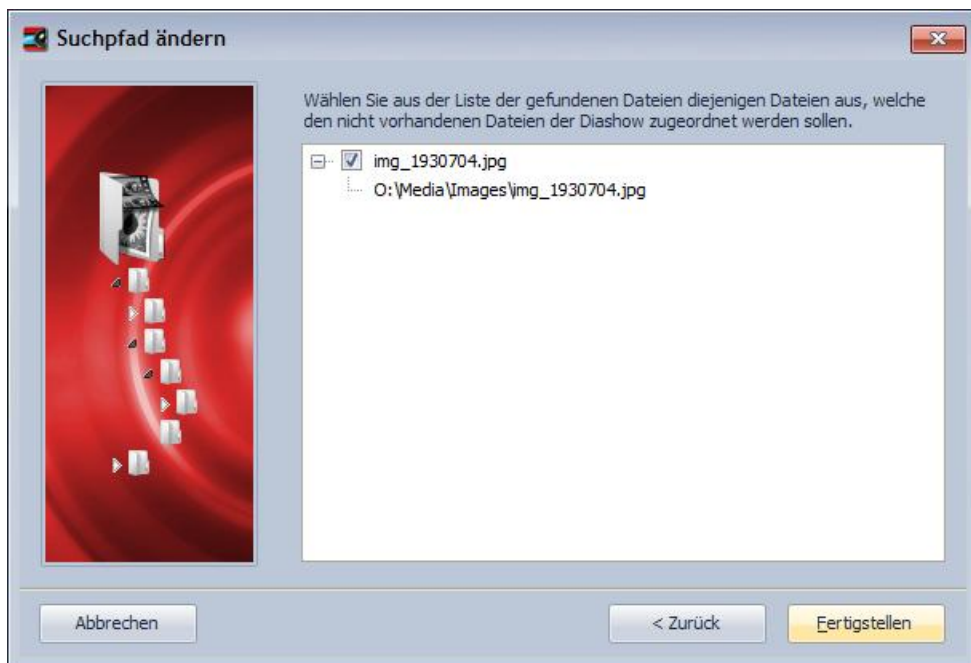 Suchpfad ändern
Wählen Sie aus der Liste der gefundenen Dateien diejenigen Dateien aus, welche
den nicht vorhandenen Dateien der Diashow zugeordnet werden sollen.
img_1930704.jpg
O:\Media\Images\img_1930704.jpg
Abbrechen
< Zurück
Fertigstellen